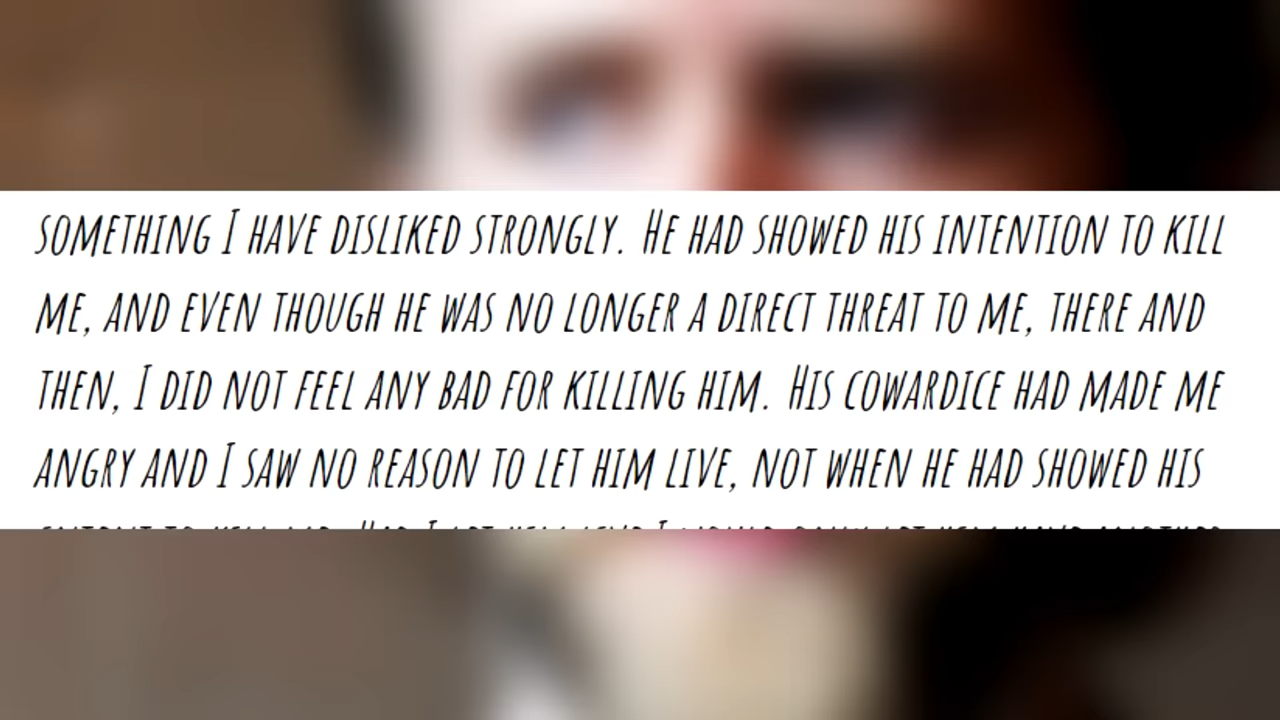 SOMETHING I HAVE DISLIKED STRONGLY. HE HAD SHOWED HIS INTENTION TO KILL
ME, AND EVEN THOUGH HE WAS NO LONGER A DIRECT THREAT TO ME, THERE AND
THEN, I DID NOT FEEL ANY BAD FOR KILLING HIM. HIS COWARDICE HAD MADE ME
ANGRY AND I SAW NO REASON TO LET HIM LIVE, NOT WHEN HE HAD SHOWED HIS